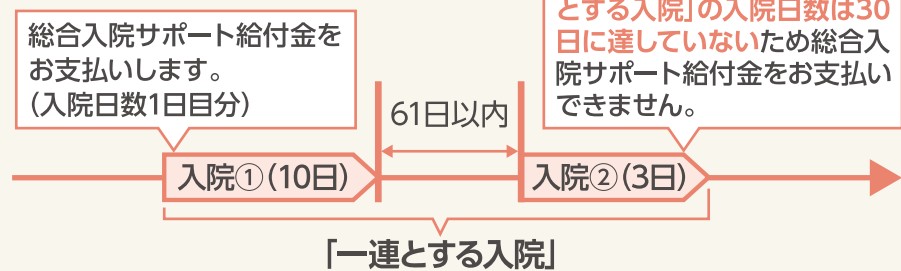 総合入院サポート給付金を
お支払いします。
（入院日数1日目分）
とする入院」の入院日数は30
日に達していないため総合入
院サポート給付金をお支払い
できません。
61日以内
入院①（10日）
入院②（3日）
「一連とする入院」